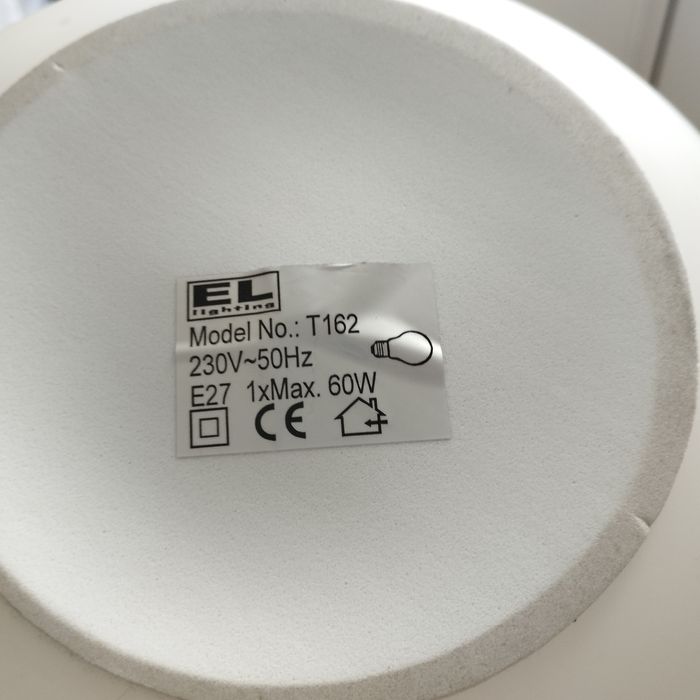 EL
lighting
Model No.: T162
230V~50Hz
E27 1xMax. 60W
CE